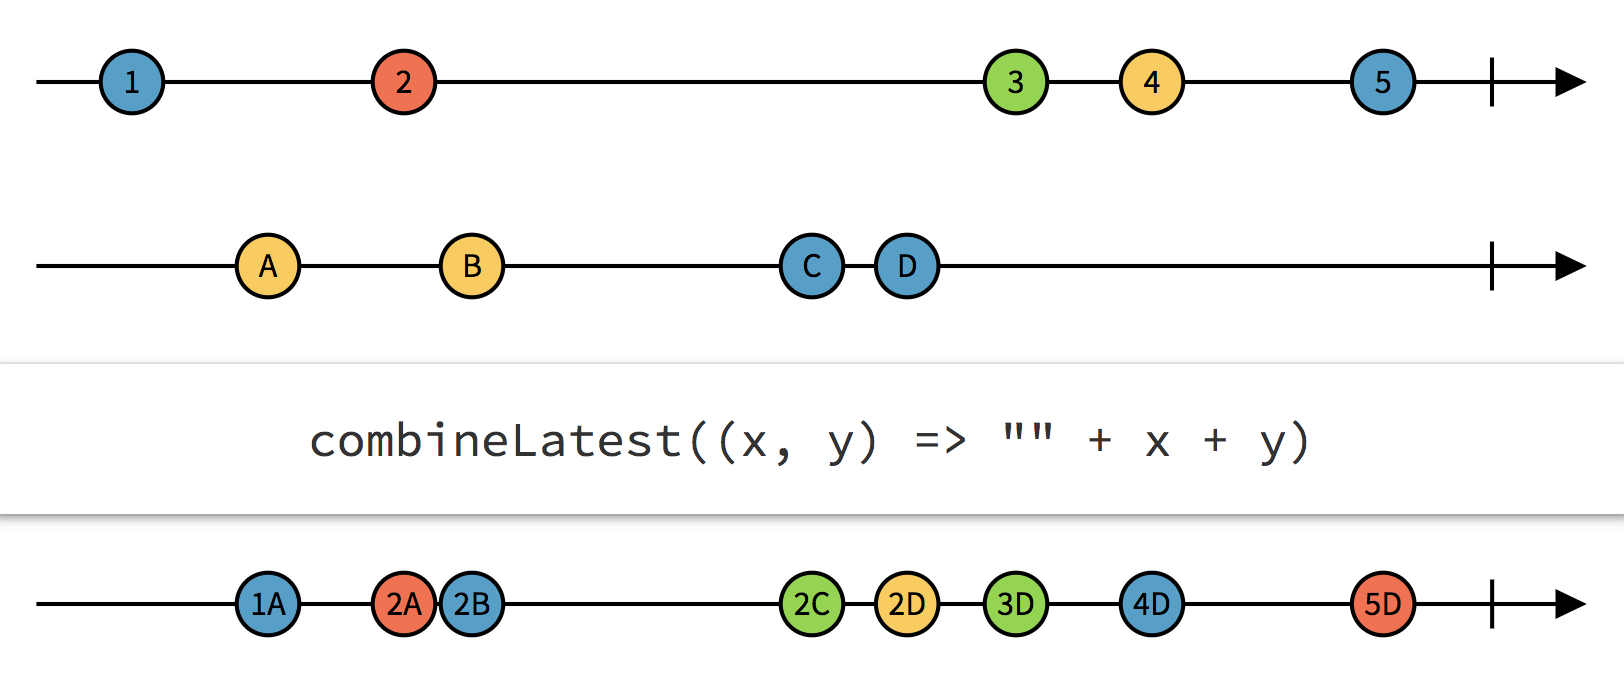 1 2 3 4 5
A B C D
combineLatest((x, y) => "" + x + y)
1A 2A 2B 2C 2D 3D 4D 5D